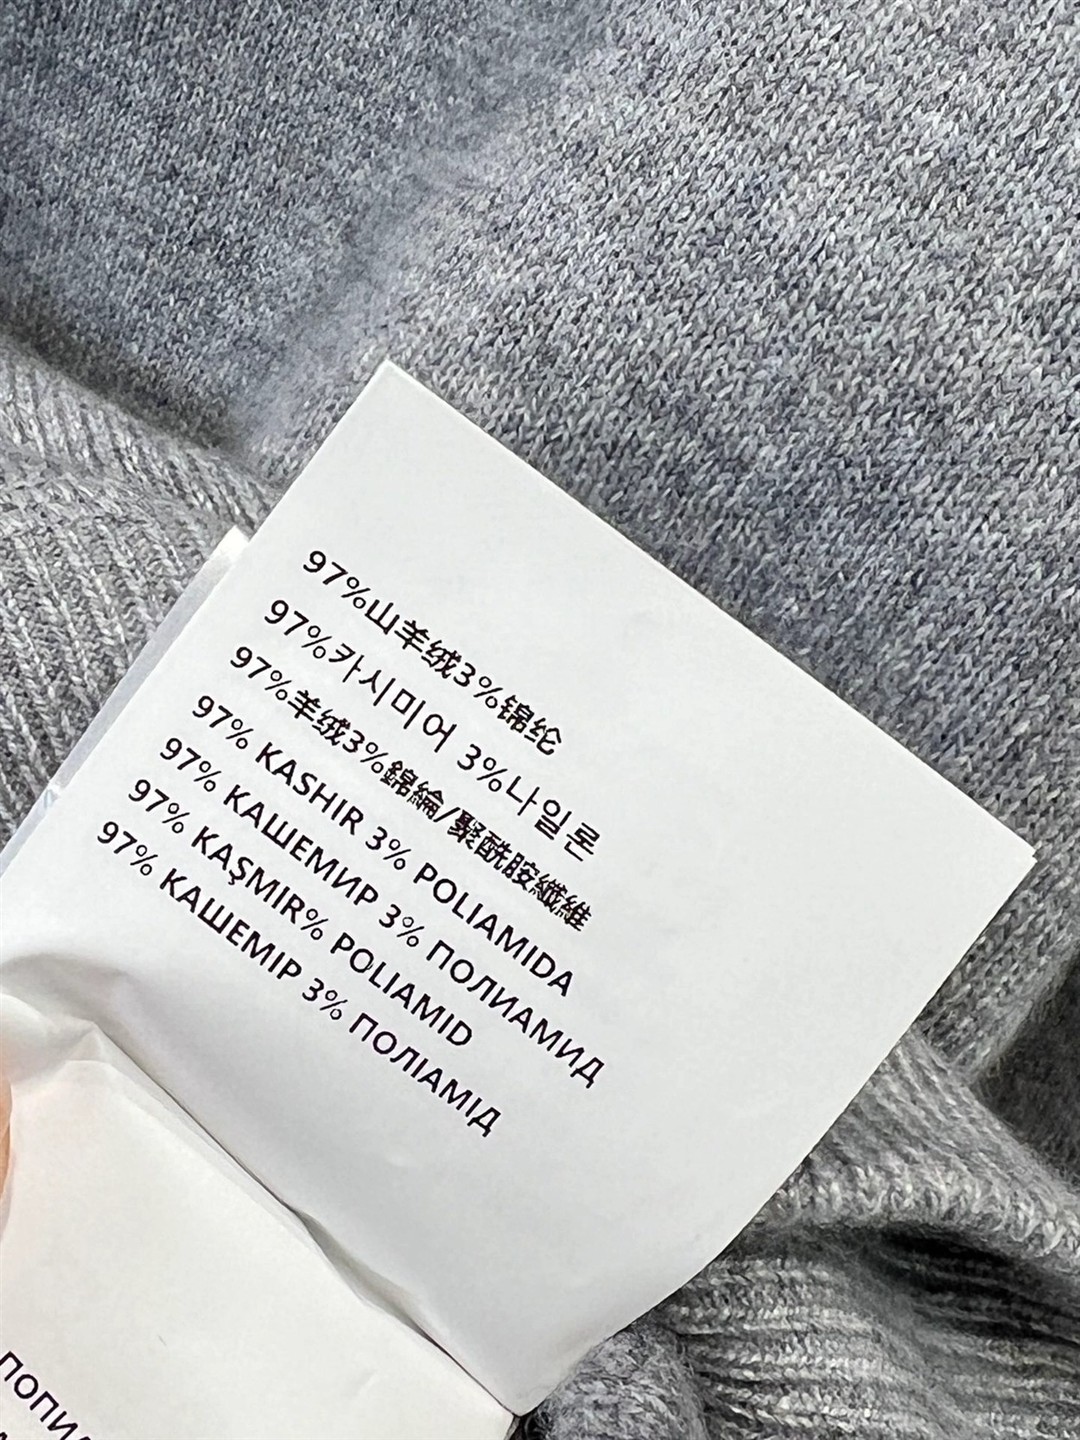 97%山羊绒3%锦纶
97%카시미어 3%나일론
97%羊绒3%錦綸/聚酰胺纖維
97% KASHIR 3% POLIAMIDA
97% КАШЕМИР 3% ПОЛИАМИД
97% KAŞMIR% POLIAMID
97% КАШЕМІР 3% ПОЛІАМІД